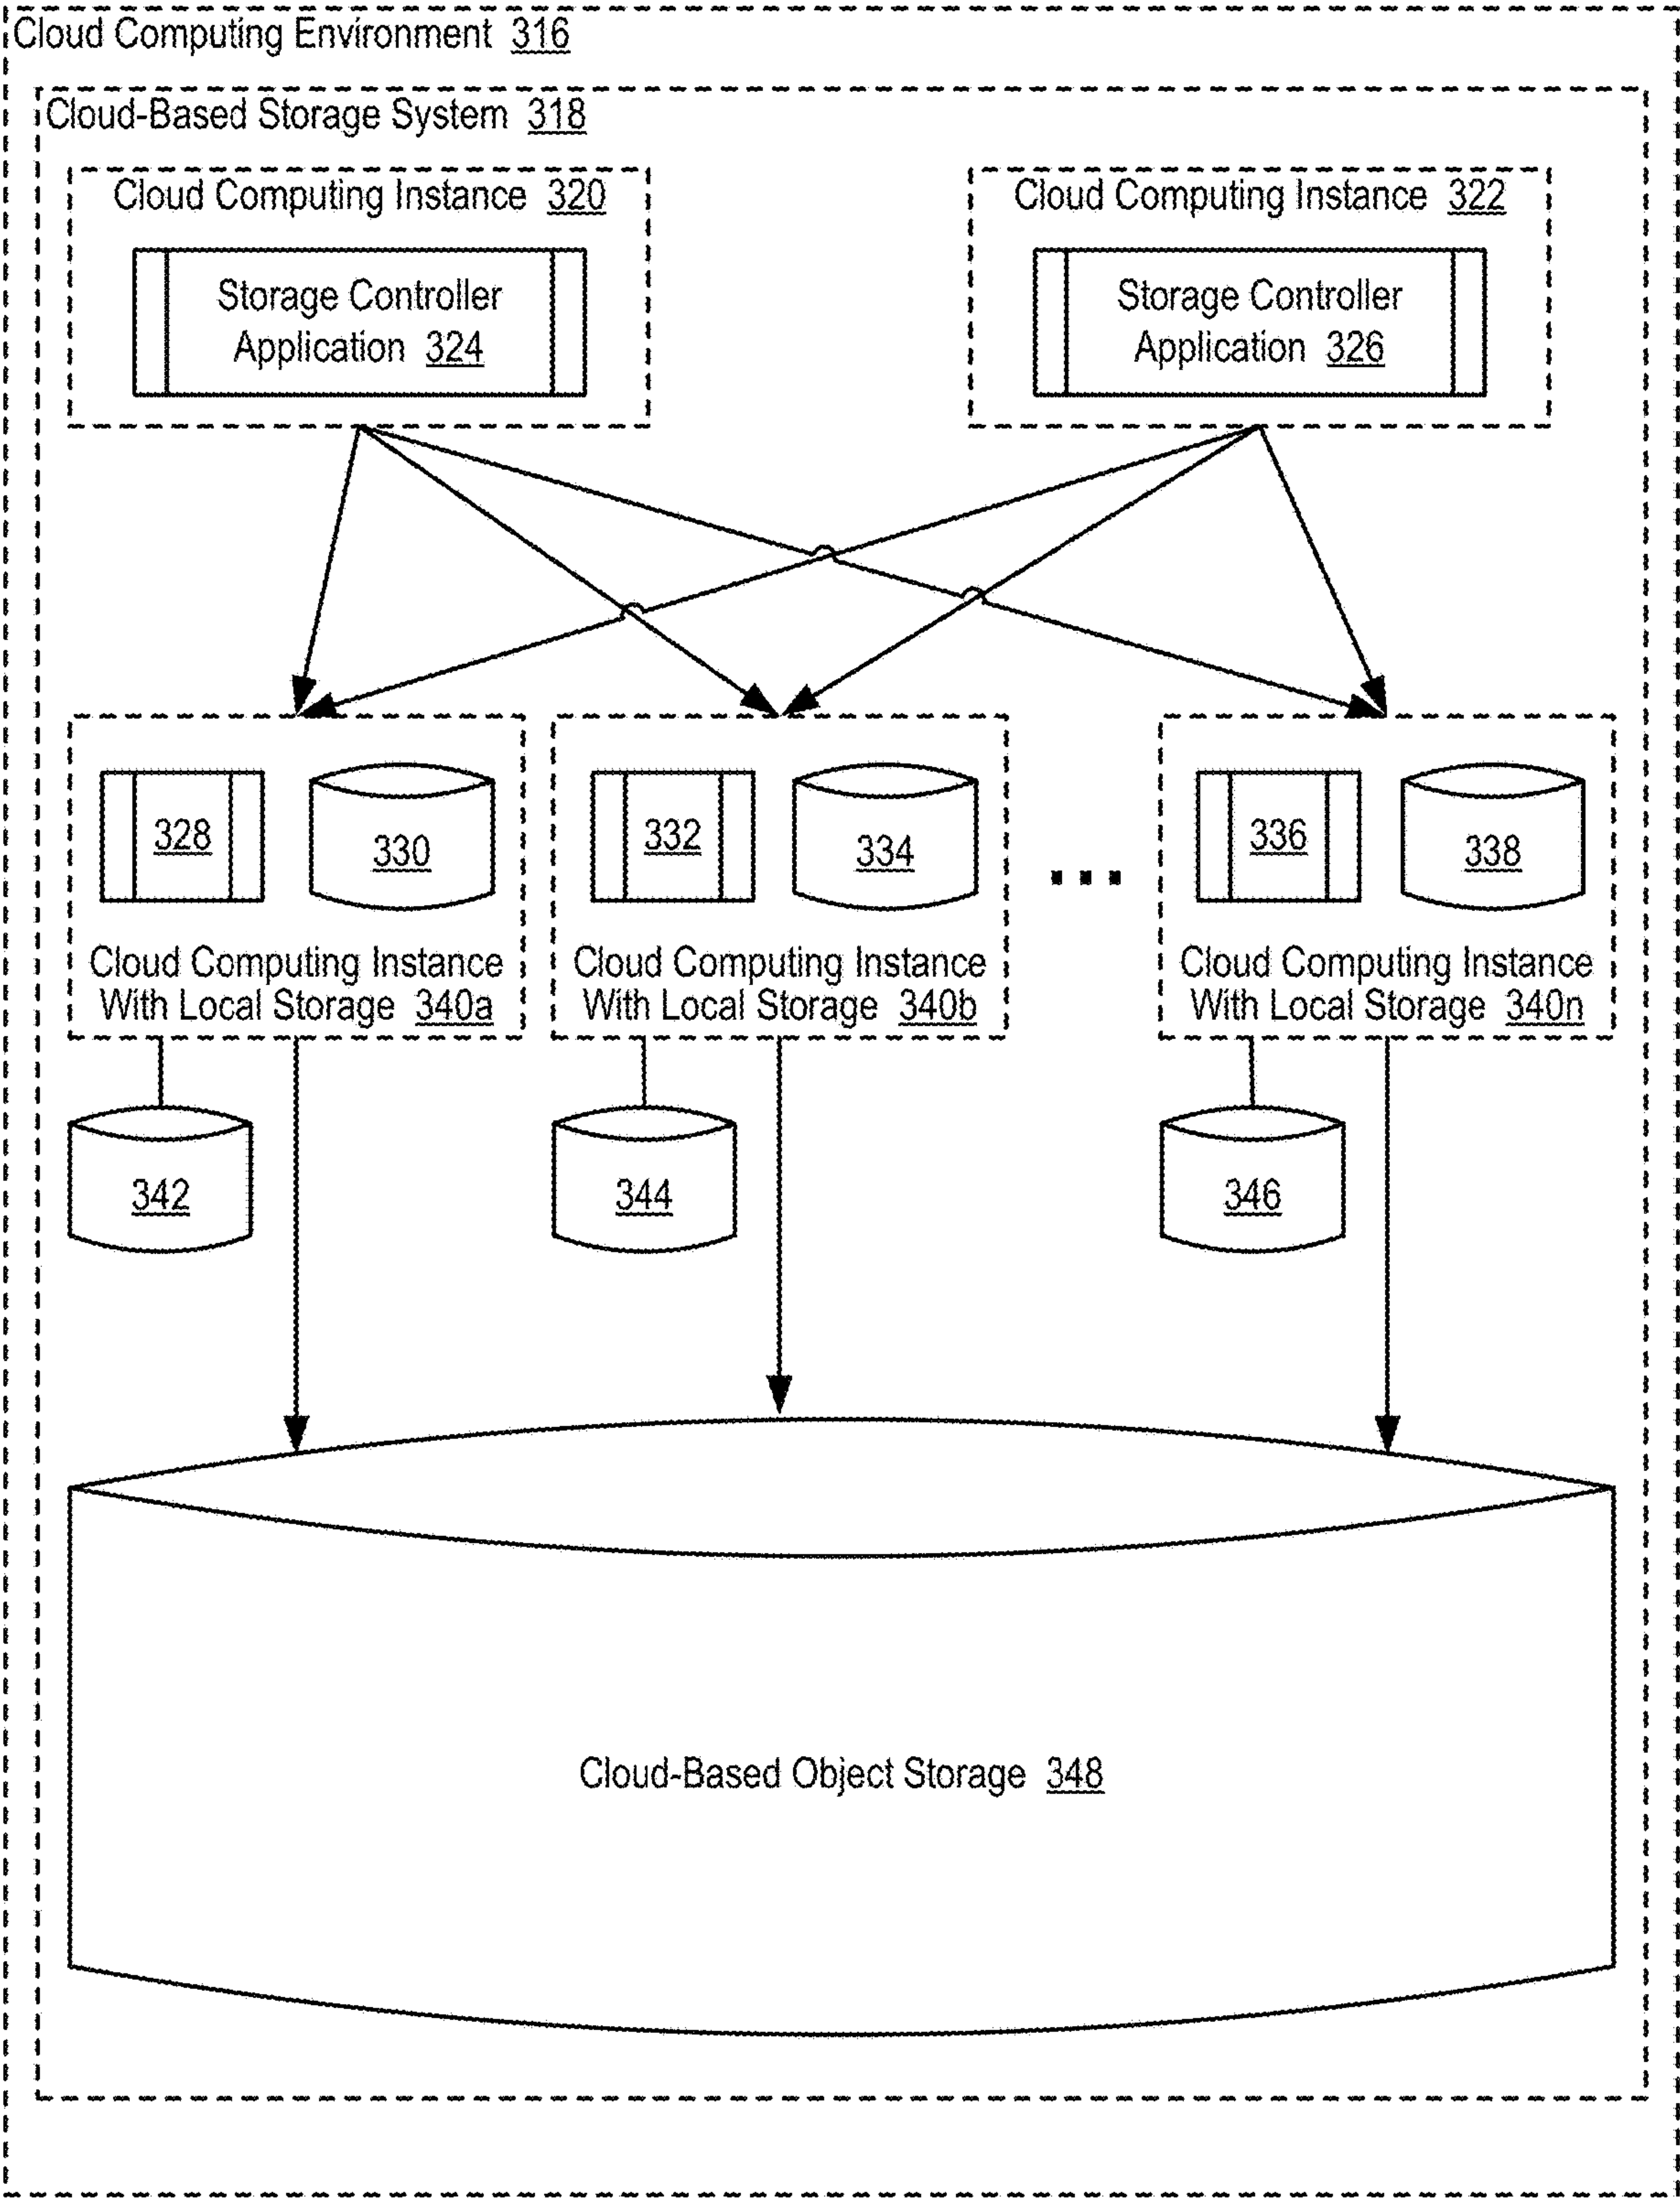 Cloud Computing Environment 316
Cloud-Based Storage System 318
Cloud Computing Instance 320
Storage Controller
Application 324
Cloud Computing Instance 322
Storage Controller
Application 326
328
330
Cloud Computing Instance
With Local Storage 340a
332
334
Cloud Computing Instance
With Local Storage 340b
336
338
Cloud Computing Instance
With Local Storage 340n
342
344
346
Cloud-Based Object Storage 348